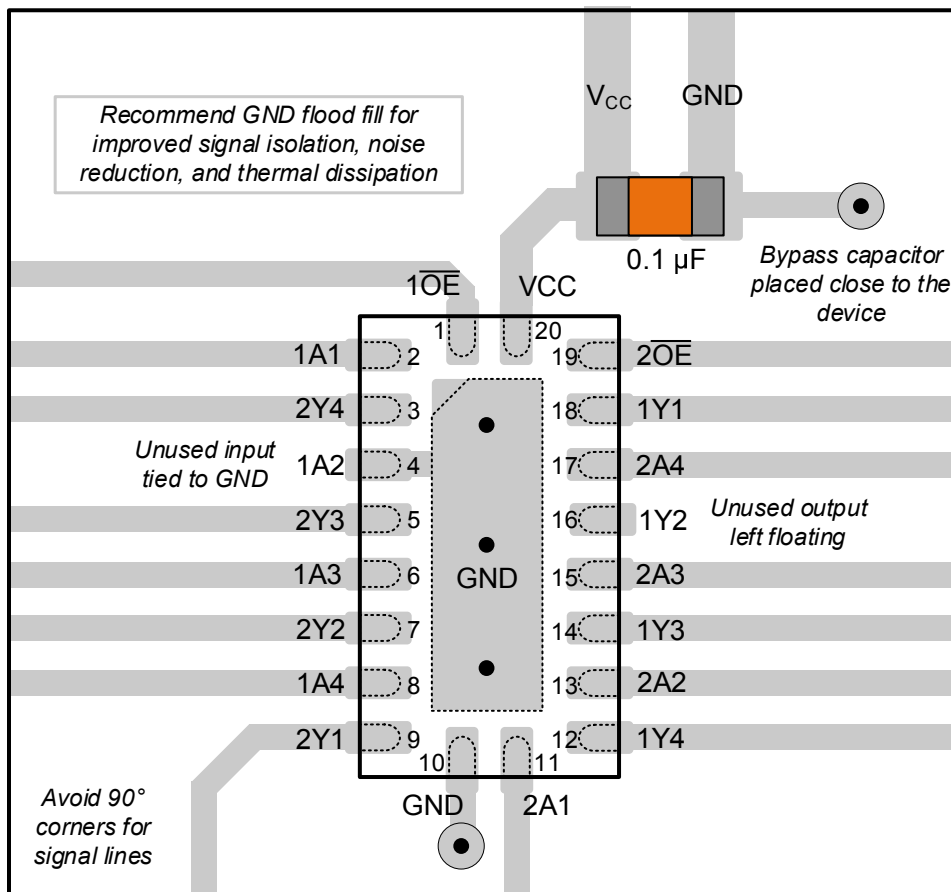 V_CC GND
Recommend GND flood fill for
improved signal isolation, noise
reduction, and thermal dissipation
0.1 µF
Bypass capacitor
placed close to the
device
1O̅E̅ VCC
1 20
1A1 2 19 2O̅E̅
2Y4 3 18 1Y1
Unused input
tied to GND
1A2 4 17 2A4
2Y3 5 16 1Y2
Unused output
left floating
1A3 6 GND 15 2A3
2Y2 7 14 1Y3
1A4 8 13 2A2
2Y1 9 12 1Y4
10 11
GND 2A1
Avoid 90°
corners for
signal lines